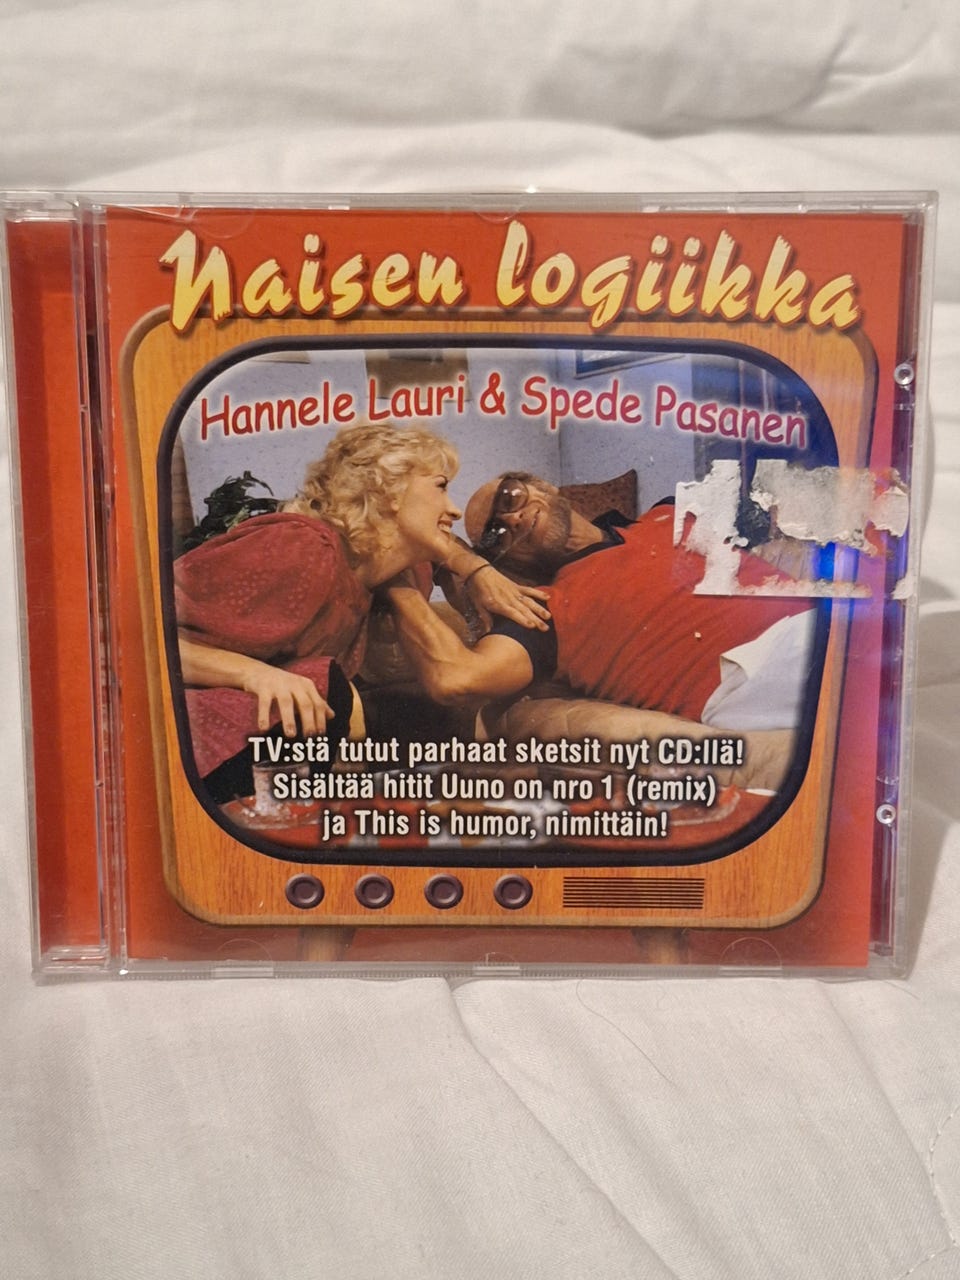 Naisen logiikka
Hannele Lauri & Spede Pasanen
TV:stä tutut parhaat sketsit nyt CD:llä!
Sisältää hitit Uuno on nro 1 (remix)
ja This is humor, nimittäin!